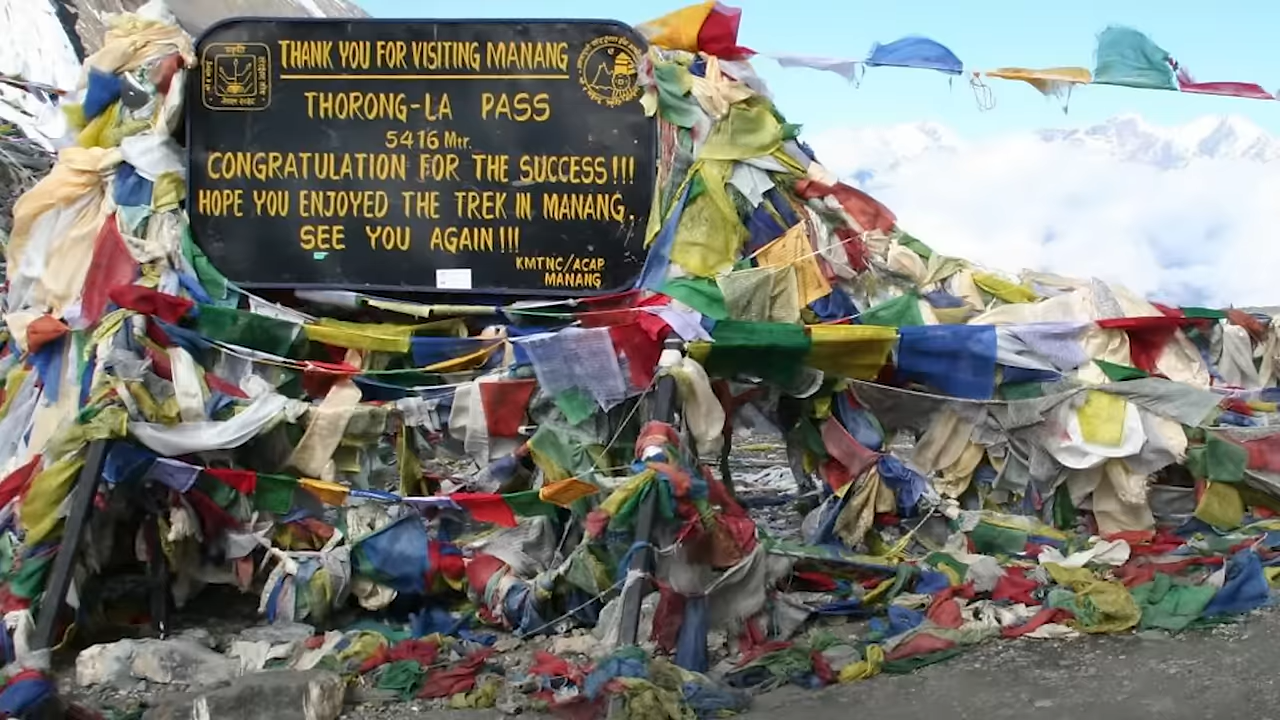 THANK YOU FOR VISITING MANANG
THORONG-LA PASS
5416 Mtr.
CONGRATULATION FOR THE SUCCESS!!!
HOPE YOU ENJOYED THE TREK IN MANANG.
SEE YOU AGAIN!!!
KMTNC/ACAP
MANANG